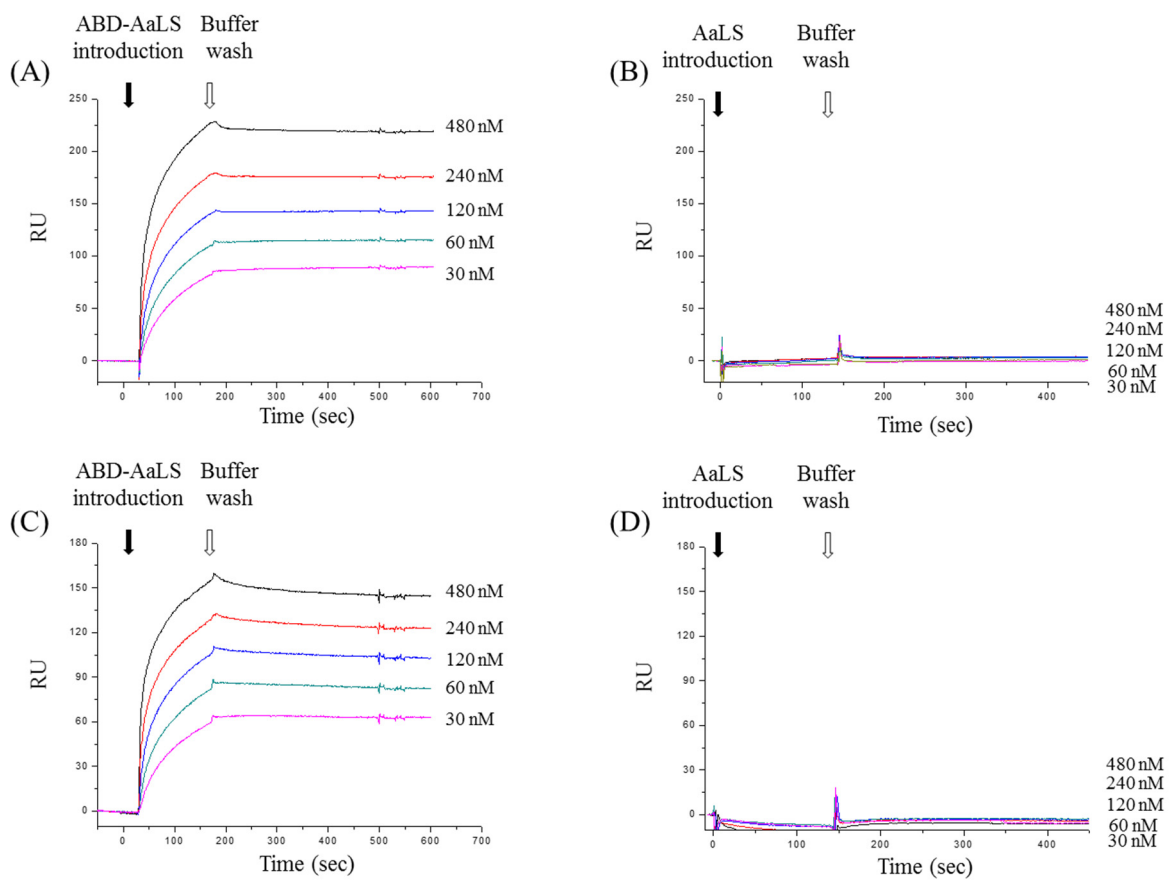 ABD-AaLS
introduction
Buffer
wash
(A)
250
200
150
100
50
0
RU
480 nM
240 nM
120 nM
60 nM
30 nM
0 100 200 300 400 500 600 700
Time (sec)
AaLS
introduction
Buffer
wash
(B)
250
200
150
100
50
0
RU
480 nM
240 nM
120 nM
60 nM
30 nM
0 100 200 300 400
Time (sec)
ABD-AaLS
introduction
Buffer
wash
(C)
180
150
120
90
60
30
0
RU
480 nM
240 nM
120 nM
60 nM
30 nM
0 100 200 300 400 500 600 700
Time (sec)
AaLS
introduction
Buffer
wash
(D)
180
150
120
90
60
30
0
RU
480 nM
240 nM
120 nM
60 nM
30 nM
0 100 200 300 400
Time (sec)